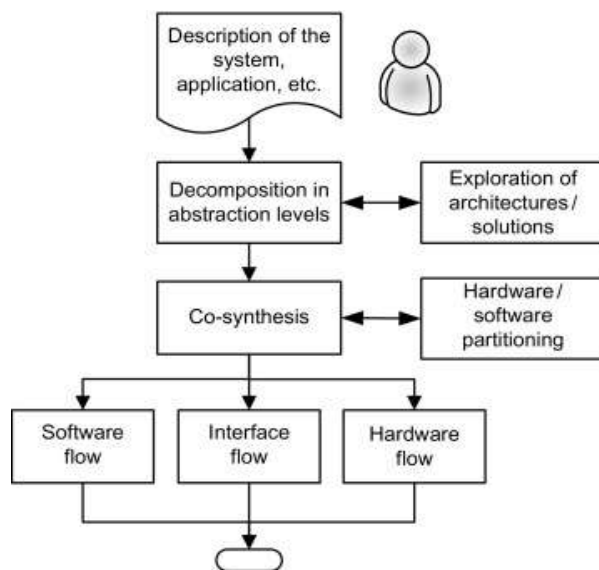 Description of the
system,
application, etc.
Decomposition in
abstraction levels
Exploration of
architectures/
solutions
Co-synthesis
Hardware/
software
partitioning
Software
flow
Interface
flow
Hardware
flow